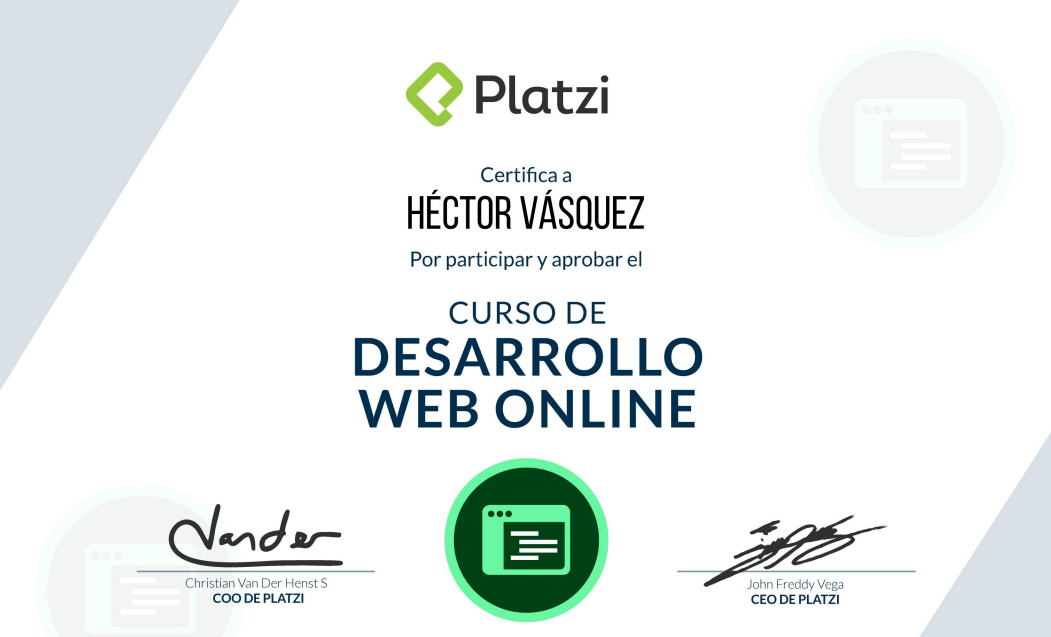 Platzi
Certifica a
HÉCTOR VÁSQUEZ
Por participar y aprobar el
CURSO DE
DESARROLLO
WEB ONLINE
Vander
Christian Van Der Henst S
COO DE PLATZI
John Freddy Vega
CEO DE PLATZI